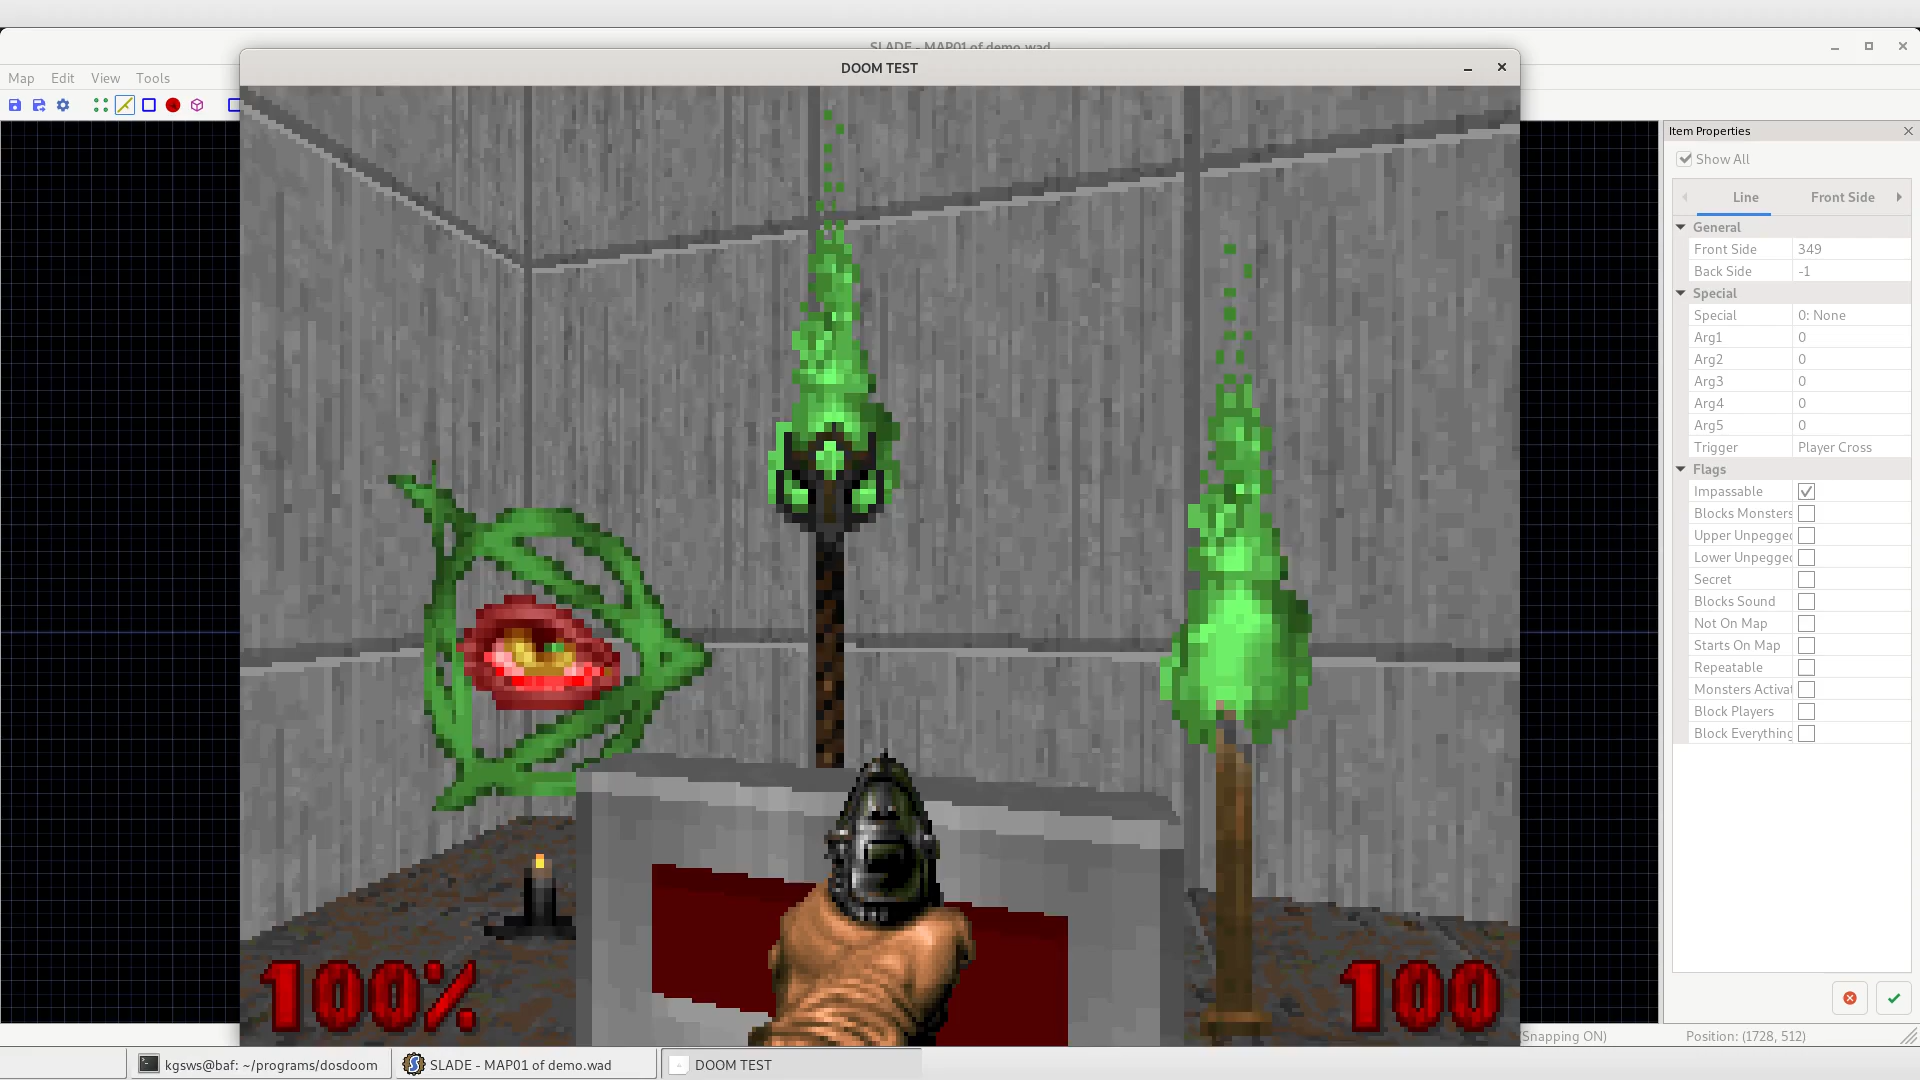 SLADE - MAP01 of demo.wad
DOOM TEST
Map Edit View Tools
Item Properties
Show All
Line Front Side
General
Front Side 349
Back Side -1
Special
Special 0: None
Arg1 0
Arg2 0
Arg3 0
Arg4 0
Arg5 0
Trigger Player Cross
Flags
Impassable
Blocks Monsters
Upper Unpegged
Lower Unpegged
Secret
Blocks Sound
Not On Map
Starts On Map
Repeatable
Monsters Activat
Block Players
Block Everything
100% 100
Snapping ON) Position: (1728, 512)
kgsws@baf: ~/programs/dosdoom SLADE - MAP01 of demo.wad DOOM TEST